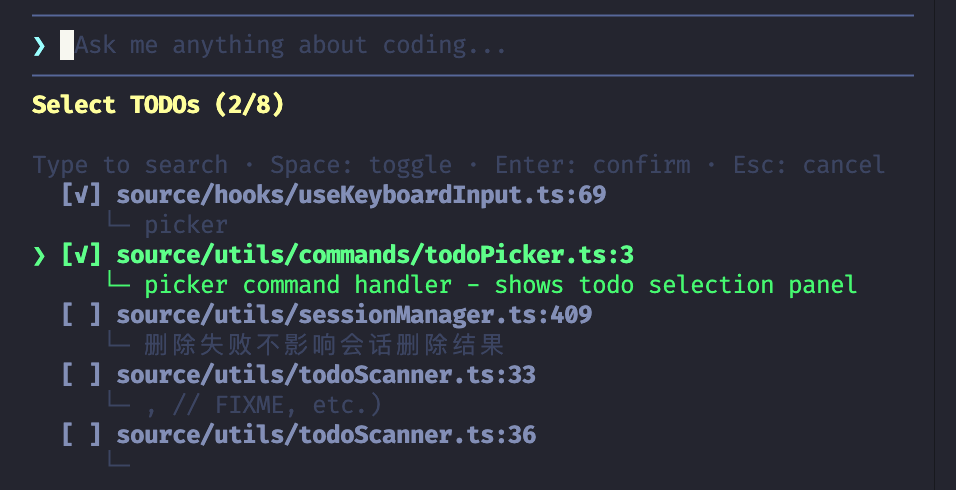 ❯ Ask me anything about coding...
Select TODOs (2/8)
Type to search · Space: toggle · Enter: confirm · Esc: cancel
[√] source/hooks/useKeyboardInput.ts:69
└─ picker
❯ [√] source/utils/commands/todoPicker.ts:3
└─ picker command handler - shows todo selection panel
[ ] source/utils/sessionManager.ts:409
└─ 删除失败不影响会话删除结果
[ ] source/utils/todoScanner.ts:33
└─ , // FIXME, etc.)
[ ] source/utils/todoScanner.ts:36
└─